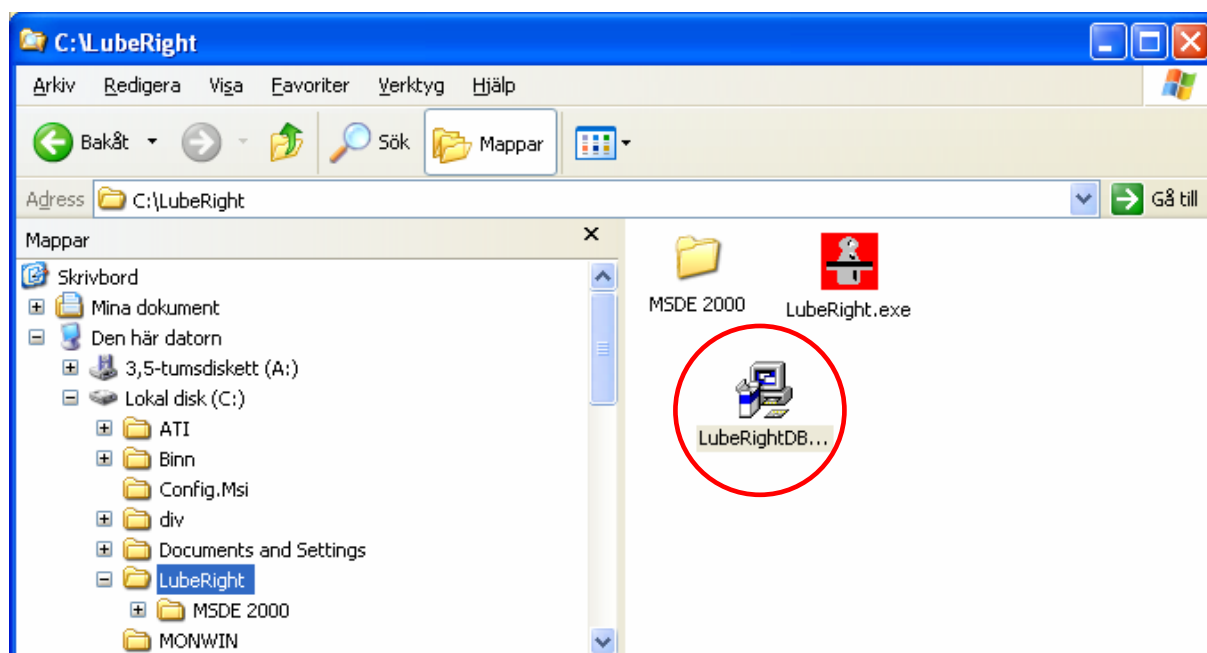 C:\LubeRight
Arkiv Redigera Visa Favoriter Verktyg Hjälp
Bakåt Sök Mappar
Adress C:\LubeRight Gå till
Mappar
Skrivbord
Mina dokument
Den här datorn
3,5-tumsdiskett (A:)
Lokal disk (C:)
ATI
Binn
Config.Msi
div
Documents and Settings
LubeRight
MSDE 2000
MONWIN
MSDE 2000
LubeRight.exe
LubeRightDB...